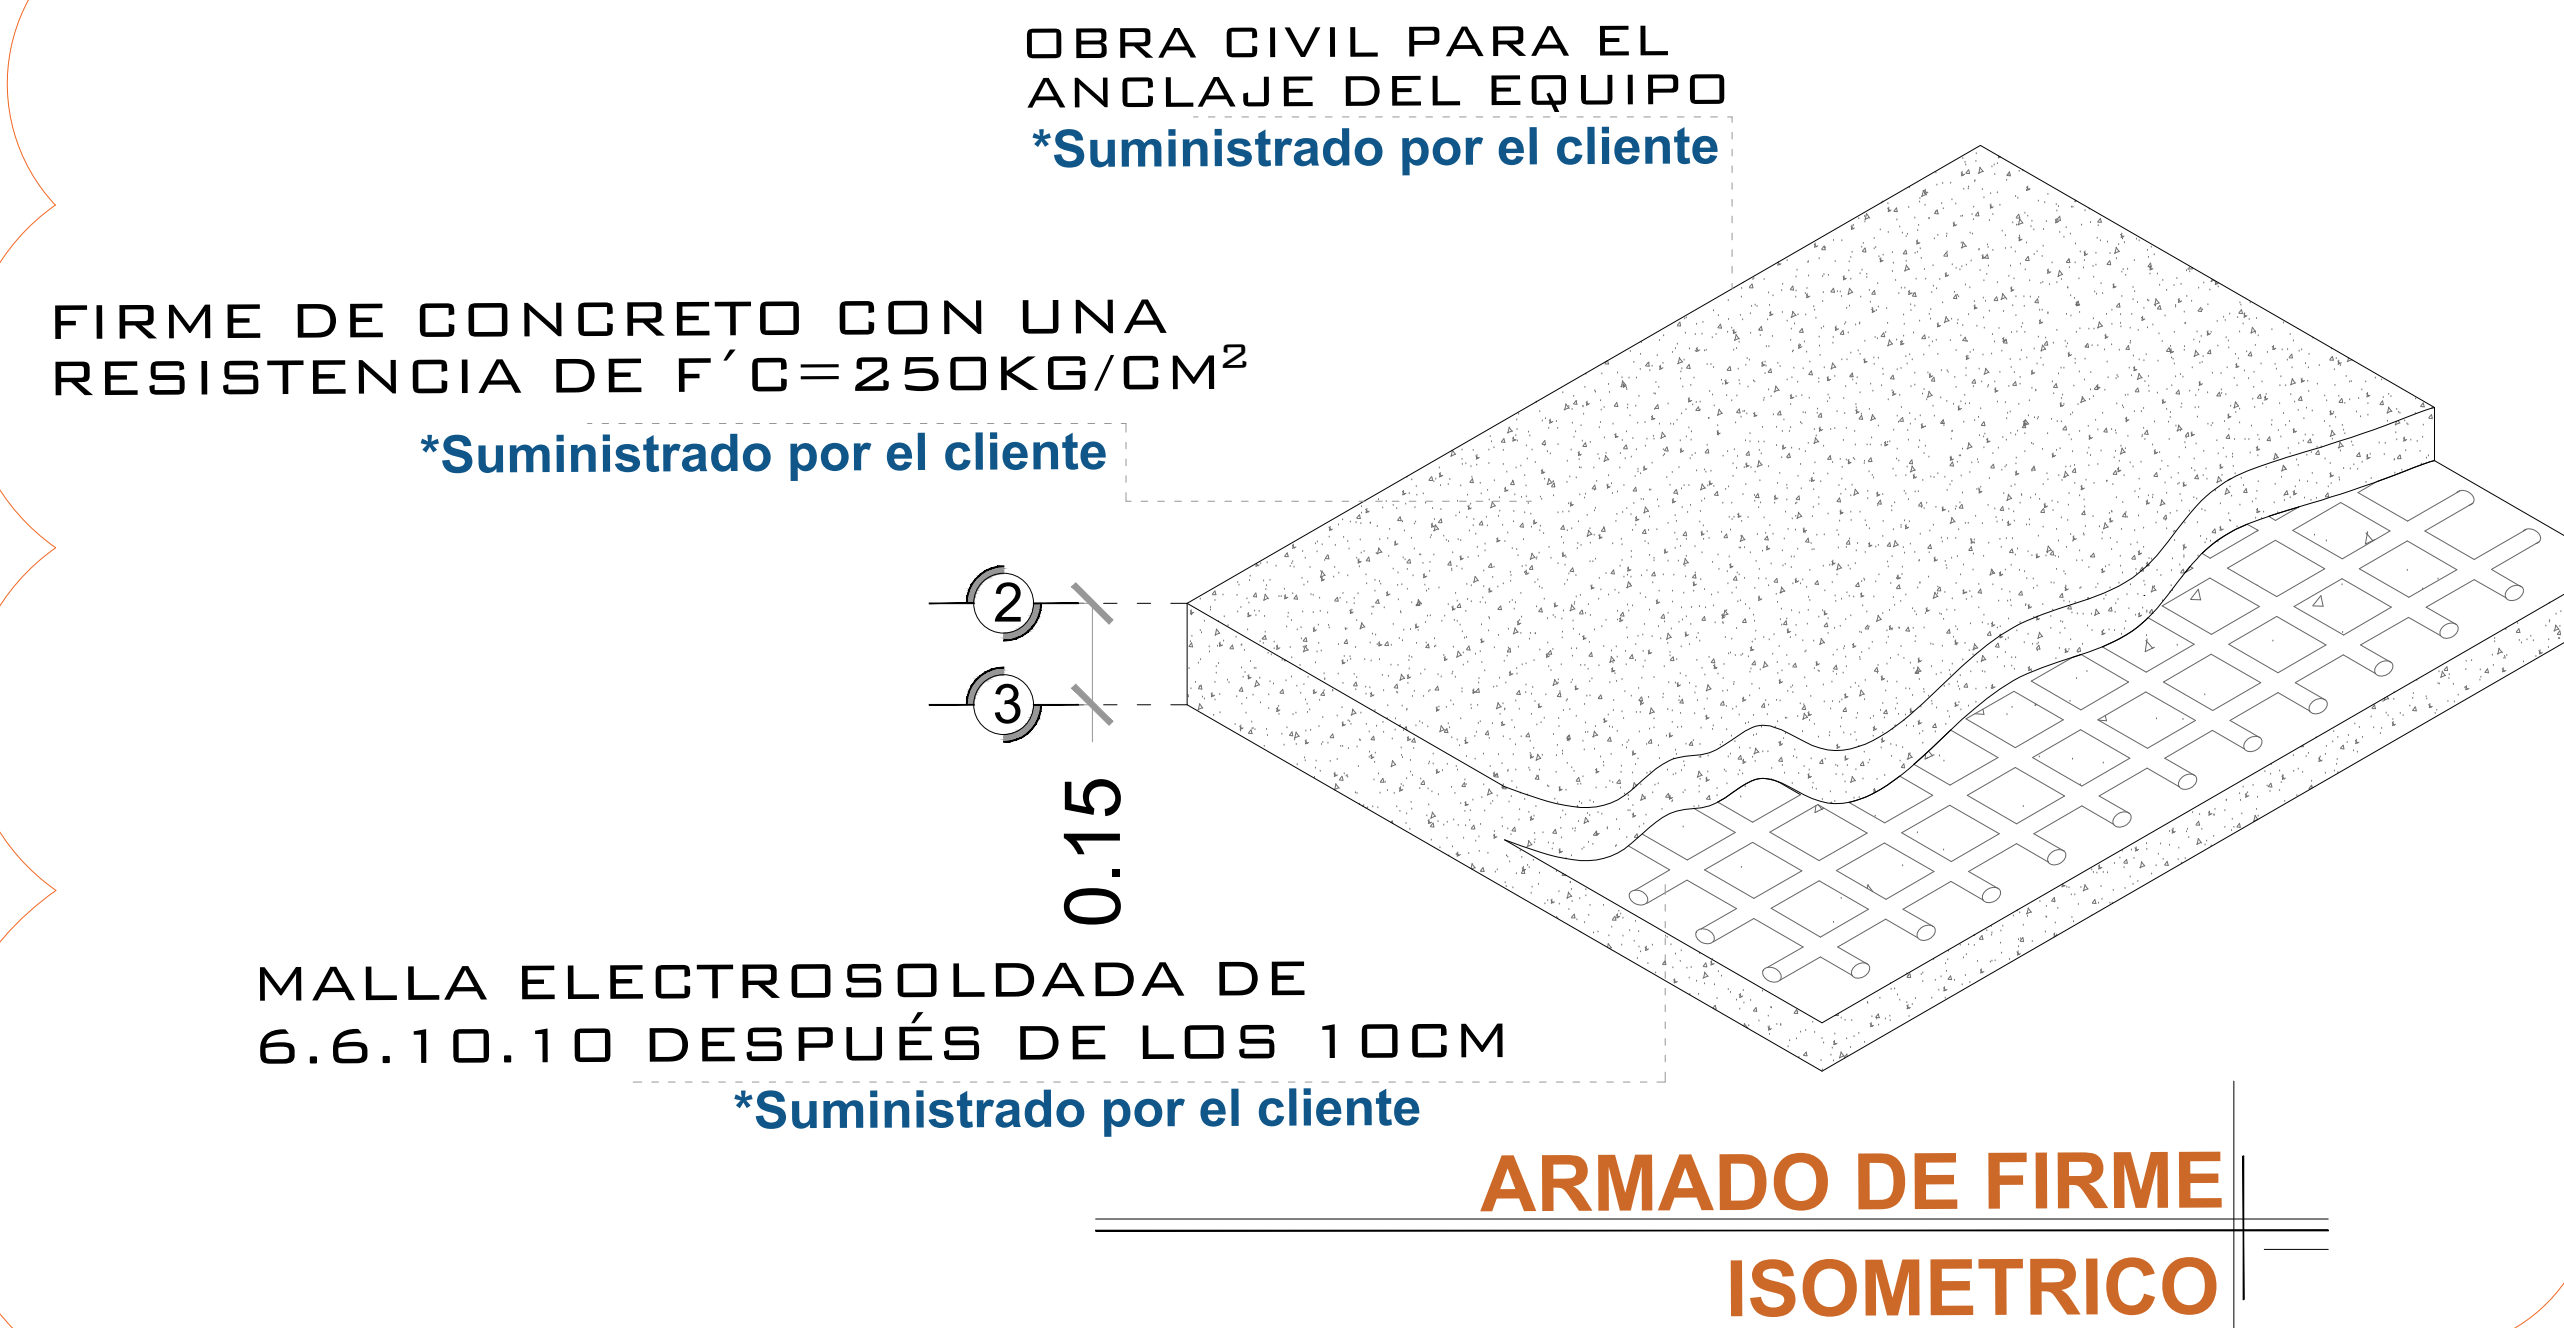 OBRA CIVIL PARA EL
ANCLAJE DEL EQUIPO
*Suministrado por el cliente
FIRME DE CONCRETO CON UNA
RESISTENCIA DE F´C=250KG/CM²
*Suministrado por el cliente
2
3
0.15
MALLA ELECTROSOLDADA DE
6.6.10.10 DESPUÉS DE LOS 10CM
*Suministrado por el cliente
ARMADO DE FIRME
ISOMETRICO